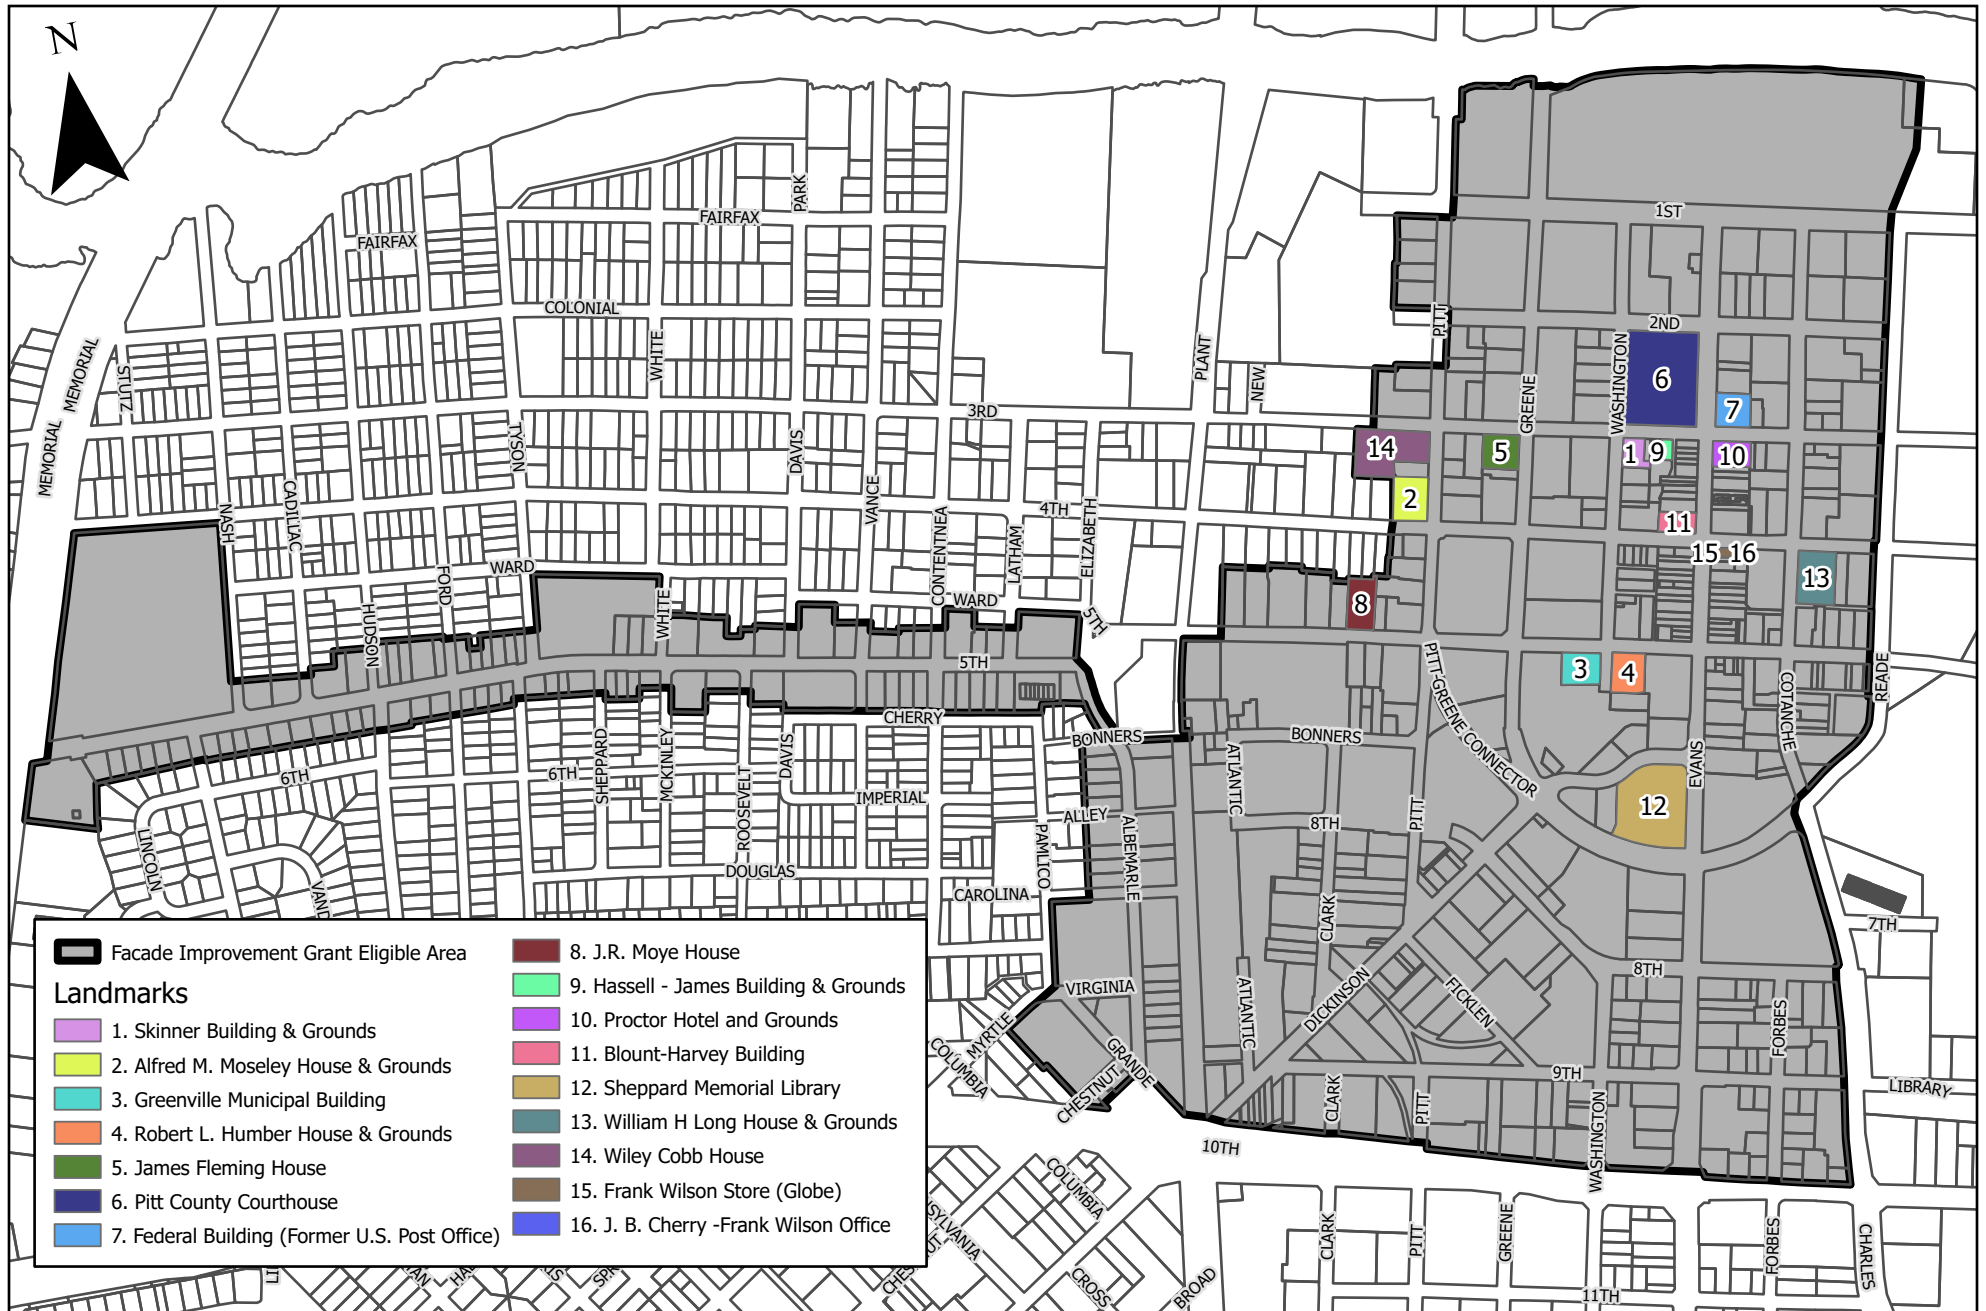 N
1ST
PARK
FAIRFAX
FAIRFAX
COLONIAL
PITT
2ND
MEMORIAL
MEMORIAL
STUTZ
WHITE
PLANT
NEW
GREENE
WASHINGTON
6
7
3RD
TYSON
DAVIS
14
5
1
9
10
NASH
CADILLAC
VANCE
CONTENTNEA
LATHAM
4TH
ELIZABETH
2
11
15
16
13
WARD
FORD
HUDSON
WHITE
WARD
5TH
8
5TH
PITT-GREENE CONNECTOR
3
4
COTANCHE
READE
CHERRY
BONNERS
BONNERS
ATLANTIC
EVANS
6TH
6TH
SHEPPARD
MCKINLEY
ROOSEVELT
DAVIS
IMPERIAL
ALLEY
ALBEMARLE
8TH
PITT
12
LINCOLN
VAND
DOUGLAS
PAMLICO
CAROLINA
CLARK
7TH
VIRGINIA
MYRTLE
COLUMBIA
CHESTNUT
GRANDE
ATLANTIC
DICKINSON
FICKLEN
8TH
FORBES
9TH
CLARK
PITT
WASHINGTON
LIBRARY
10TH
COLUMBIA
CLARK
PITT
GREENE
FORBES
CHARLES
CROSS
BROAD
11TH
Facade Improvement Grant Eligible Area
Landmarks
1. Skinner Building & Grounds
2. Alfred M. Moseley House & Grounds
3. Greenville Municipal Building
4. Robert L. Humber House & Grounds
5. James Fleming House
6. Pitt County Courthouse
7. Federal Building (Former U.S. Post Office)
8. J.R. Moye House
9. Hassell - James Building & Grounds
10. Proctor Hotel and Grounds
11. Blount-Harvey Building
12. Sheppard Memorial Library
13. William H Long House & Grounds
14. Wiley Cobb House
15. Frank Wilson Store (Globe)
16. J. B. Cherry -Frank Wilson Office